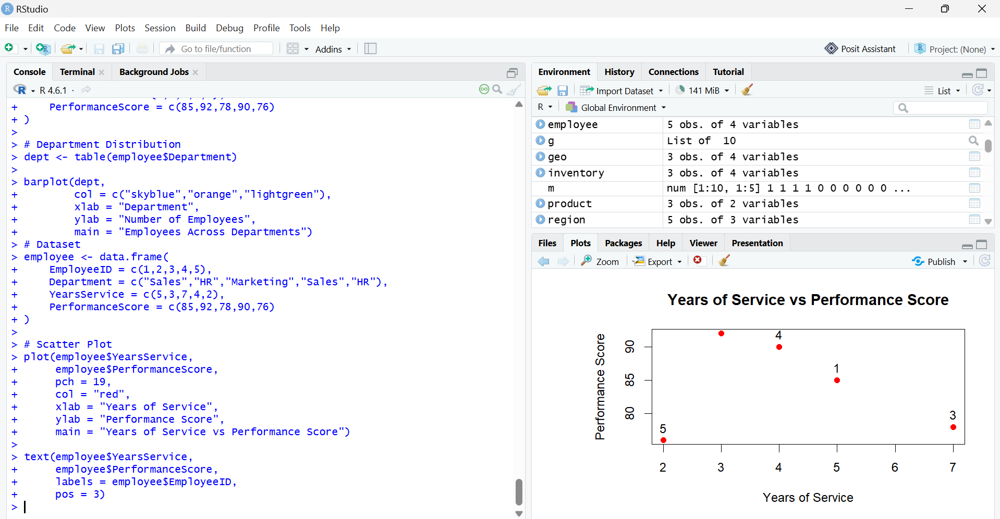 RStudio
File Edit Code View Plots Session Build Debug Profile Tools Help
Go to file/function Addins Posit Assistant Project: (None)
Console Terminal Background Jobs
R 4.6.1 ·
+     PerformanceScore = c(85,92,78,90,76)
+ )
>
> # Department Distribution
> dept <- table(employee$Department)
>
> barplot(dept,
+         col = c("skyblue","orange","lightgreen"),
+         xlab = "Department",
+         ylab = "Number of Employees",
+         main = "Employees Across Departments")
> # Dataset
> employee <- data.frame(
+     EmployeeID = c(1,2,3,4,5),
+     Department = c("Sales","HR","Marketing","Sales","HR"),
+     YearsService = c(5,3,7,4,2),
+     PerformanceScore = c(85,92,78,90,76)
+ )
>
> # Scatter Plot
> plot(employee$YearsService,
+      employee$PerformanceScore,
+      pch = 19,
+      col = "red",
+      xlab = "Years of Service",
+      ylab = "Performance Score",
+      main = "Years of Service vs Performance Score")
>
> text(employee$YearsService,
+      employee$PerformanceScore,
+      labels = employee$EmployeeID,
+      pos = 3)
>
Environment History Connections Tutorial
Import Dataset 141 MiB List
R Global Environment
employee 5 obs. of 4 variables
g List of 10
geo 3 obs. of 4 variables
inventory 3 obs. of 4 variables
m num [1:10, 1:5] 1 1 1 1 0 0 0 0 0 0 ...
product 3 obs. of 2 variables
region 5 obs. of 3 variables
Files Plots Packages Help Viewer Presentation
Zoom Export Publish
Years of Service vs Performance Score
Performance Score
90
85
80
4
1
3
5
2 3 4 5 6 7
Years of Service